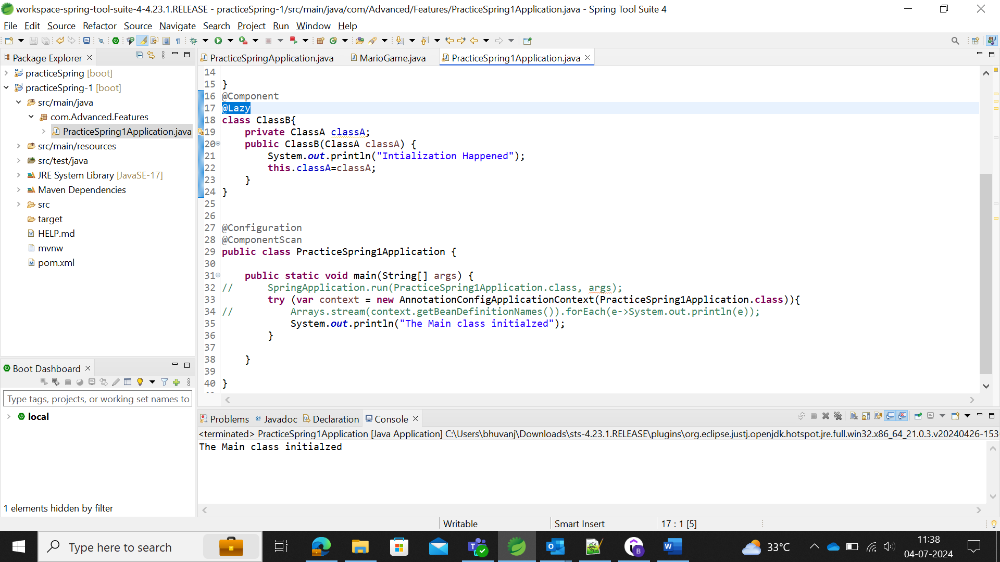 workspace-spring-tool-suite-4-4.23.1.RELEASE - practiceSpring-1/src/main/java/com/Advanced/Features/PracticeSpring1Application.java - Spring Tool Suite 4
File Edit Source Refactor Source Navigate Search Project Run Window Help
Package Explorer
practiceSpring [boot]
practiceSpring-1 [boot]
src/main/java
com.Advanced.Features
PracticeSpring1Application.java
src/main/resources
src/test/java
JRE System Library [JavaSE-17]
Maven Dependencies
src
target
HELP.md
mvnw
pom.xml
Boot Dashboard
Type tags, projects, or working set names to
local
1 elements hidden by filter
PracticeSpringApplication.java MarioGame.java PracticeSpring1Application.java
14
15 }
16 @Component
17 @Lazy
18 class ClassB{
19 private ClassA classA;
20 public ClassB(ClassA classA) {
21 System.out.println("Intialization Happened");
22 this.classA=classA;
23 }
24 }
25
26
27 @Configuration
28 @ComponentScan
29 public class PracticeSpring1Application {
30
31 public static void main(String[] args) {
32 // SpringApplication.run(PracticeSpring1Application.class, args);
33 try (var context = new AnnotationConfigApplicationContext(PracticeSpring1Application.class)){
34 // Arrays.stream(context.getBeanDefinitionNames()).forEach(e->System.out.println(e));
35 System.out.println("The Main class initialzed");
36 }
37
38 }
39
40 }
Problems Javadoc Declaration Console
<terminated> PracticeSpring1Application [Java Application] C:\Users\bhuvanj\Downloads\sts-4.23.1.RELEASE\plugins\org.eclipse.justj.openjdk.hotspot.jre.full.win32.x86_64_21.0.3.v20240426-153
The Main class initialzed
Writable Smart Insert 17 : 1 [5]
Type here to search
33°C
11:38
04-07-2024